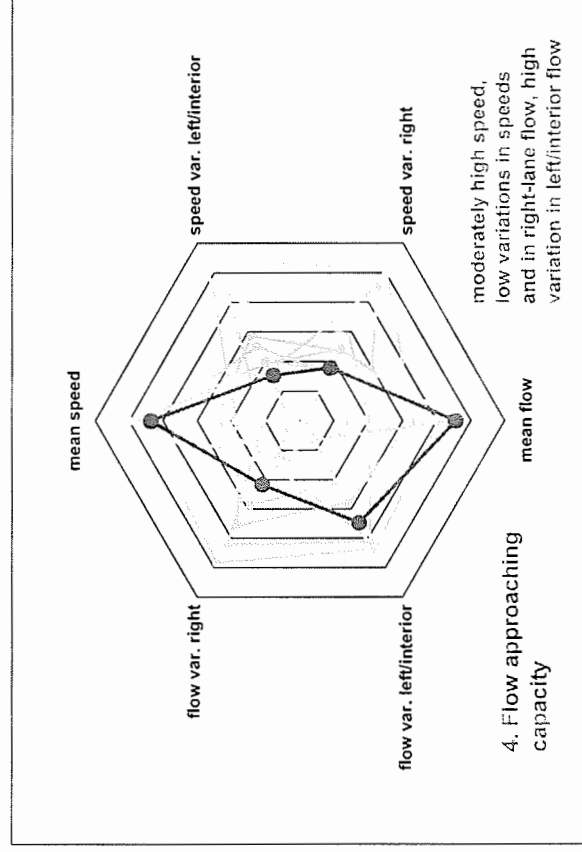 mean speed
speed var. left/interior
speed var. right
mean flow
flow var. left/interior
flow var. right
4. Flow approaching
capacity
moderately high speed,
low variations in speeds
and in right-lane flow, high
variation in left/interior flow